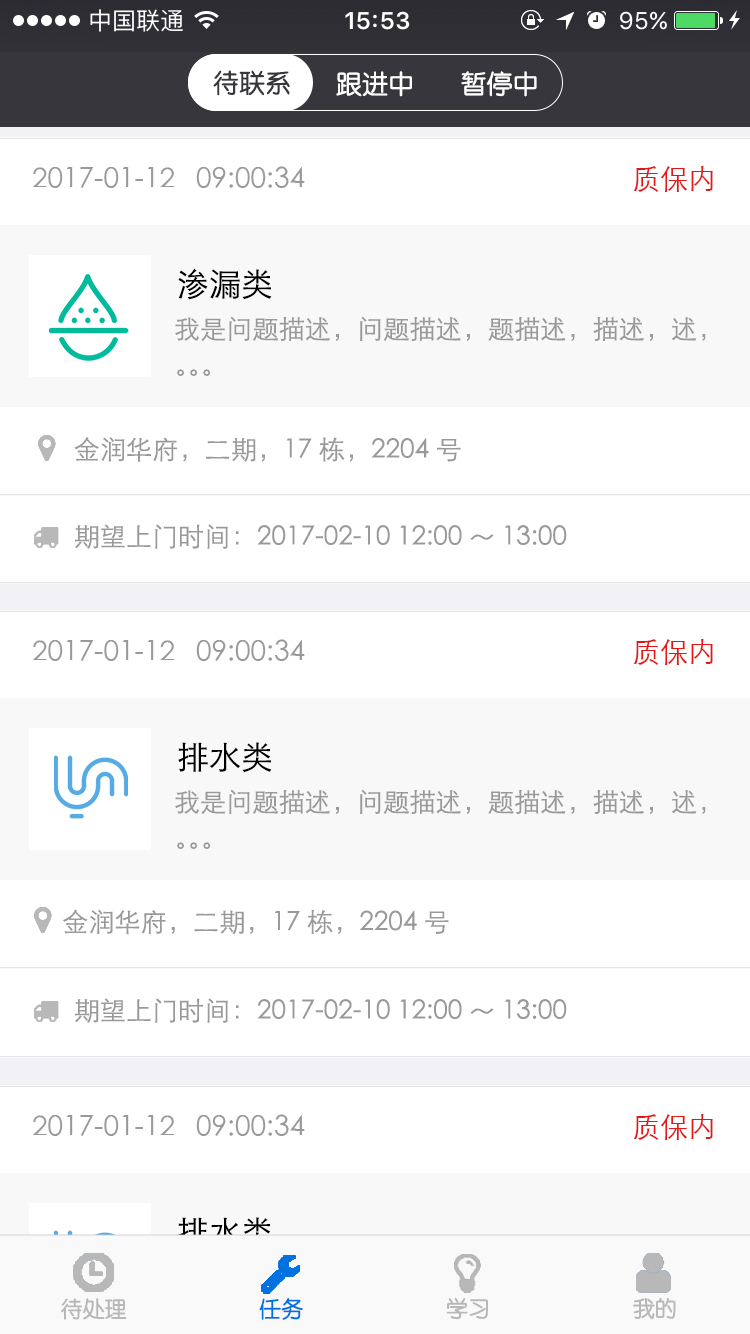 中国联通 15:53 95%
待联系 跟进中 暂停中
2017-01-12 09:00:34 质保内
渗漏类
我是问题描述，问题描述，题描述，描述，述，
。。。
金润华府，二期，17 栋，2204 号
期望上门时间：2017-02-10 12:00 ～ 13:00
2017-01-12 09:00:34 质保内
排水类
我是问题描述，问题描述，题描述，描述，述，
。。。
金润华府，二期，17 栋，2204 号
期望上门时间：2017-02-10 12:00 ～ 13:00
2017-01-12 09:00:34 质保内
排水类
待处理 任务 学习 我的